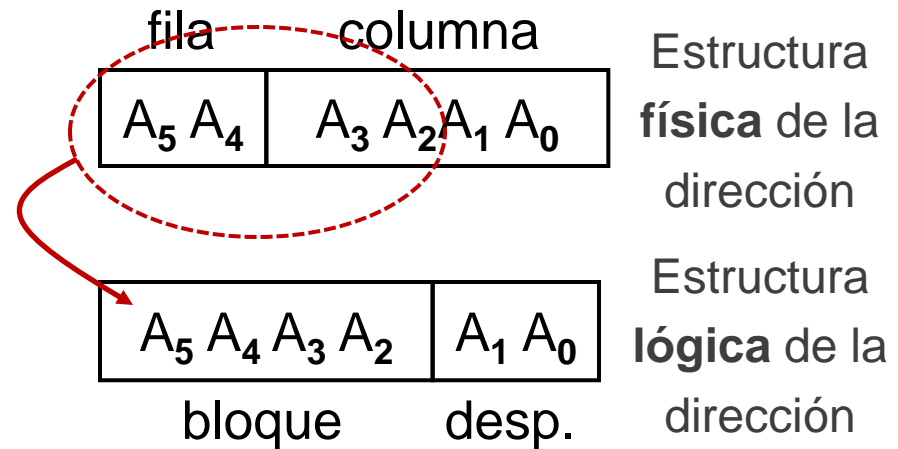 fila columna
A₅ A₄ A₃ A₂ A₁ A₀
Estructura
física de la
dirección
A₅ A₄ A₃ A₂ A₁ A₀
bloque desp.
Estructura
lógica de la
dirección